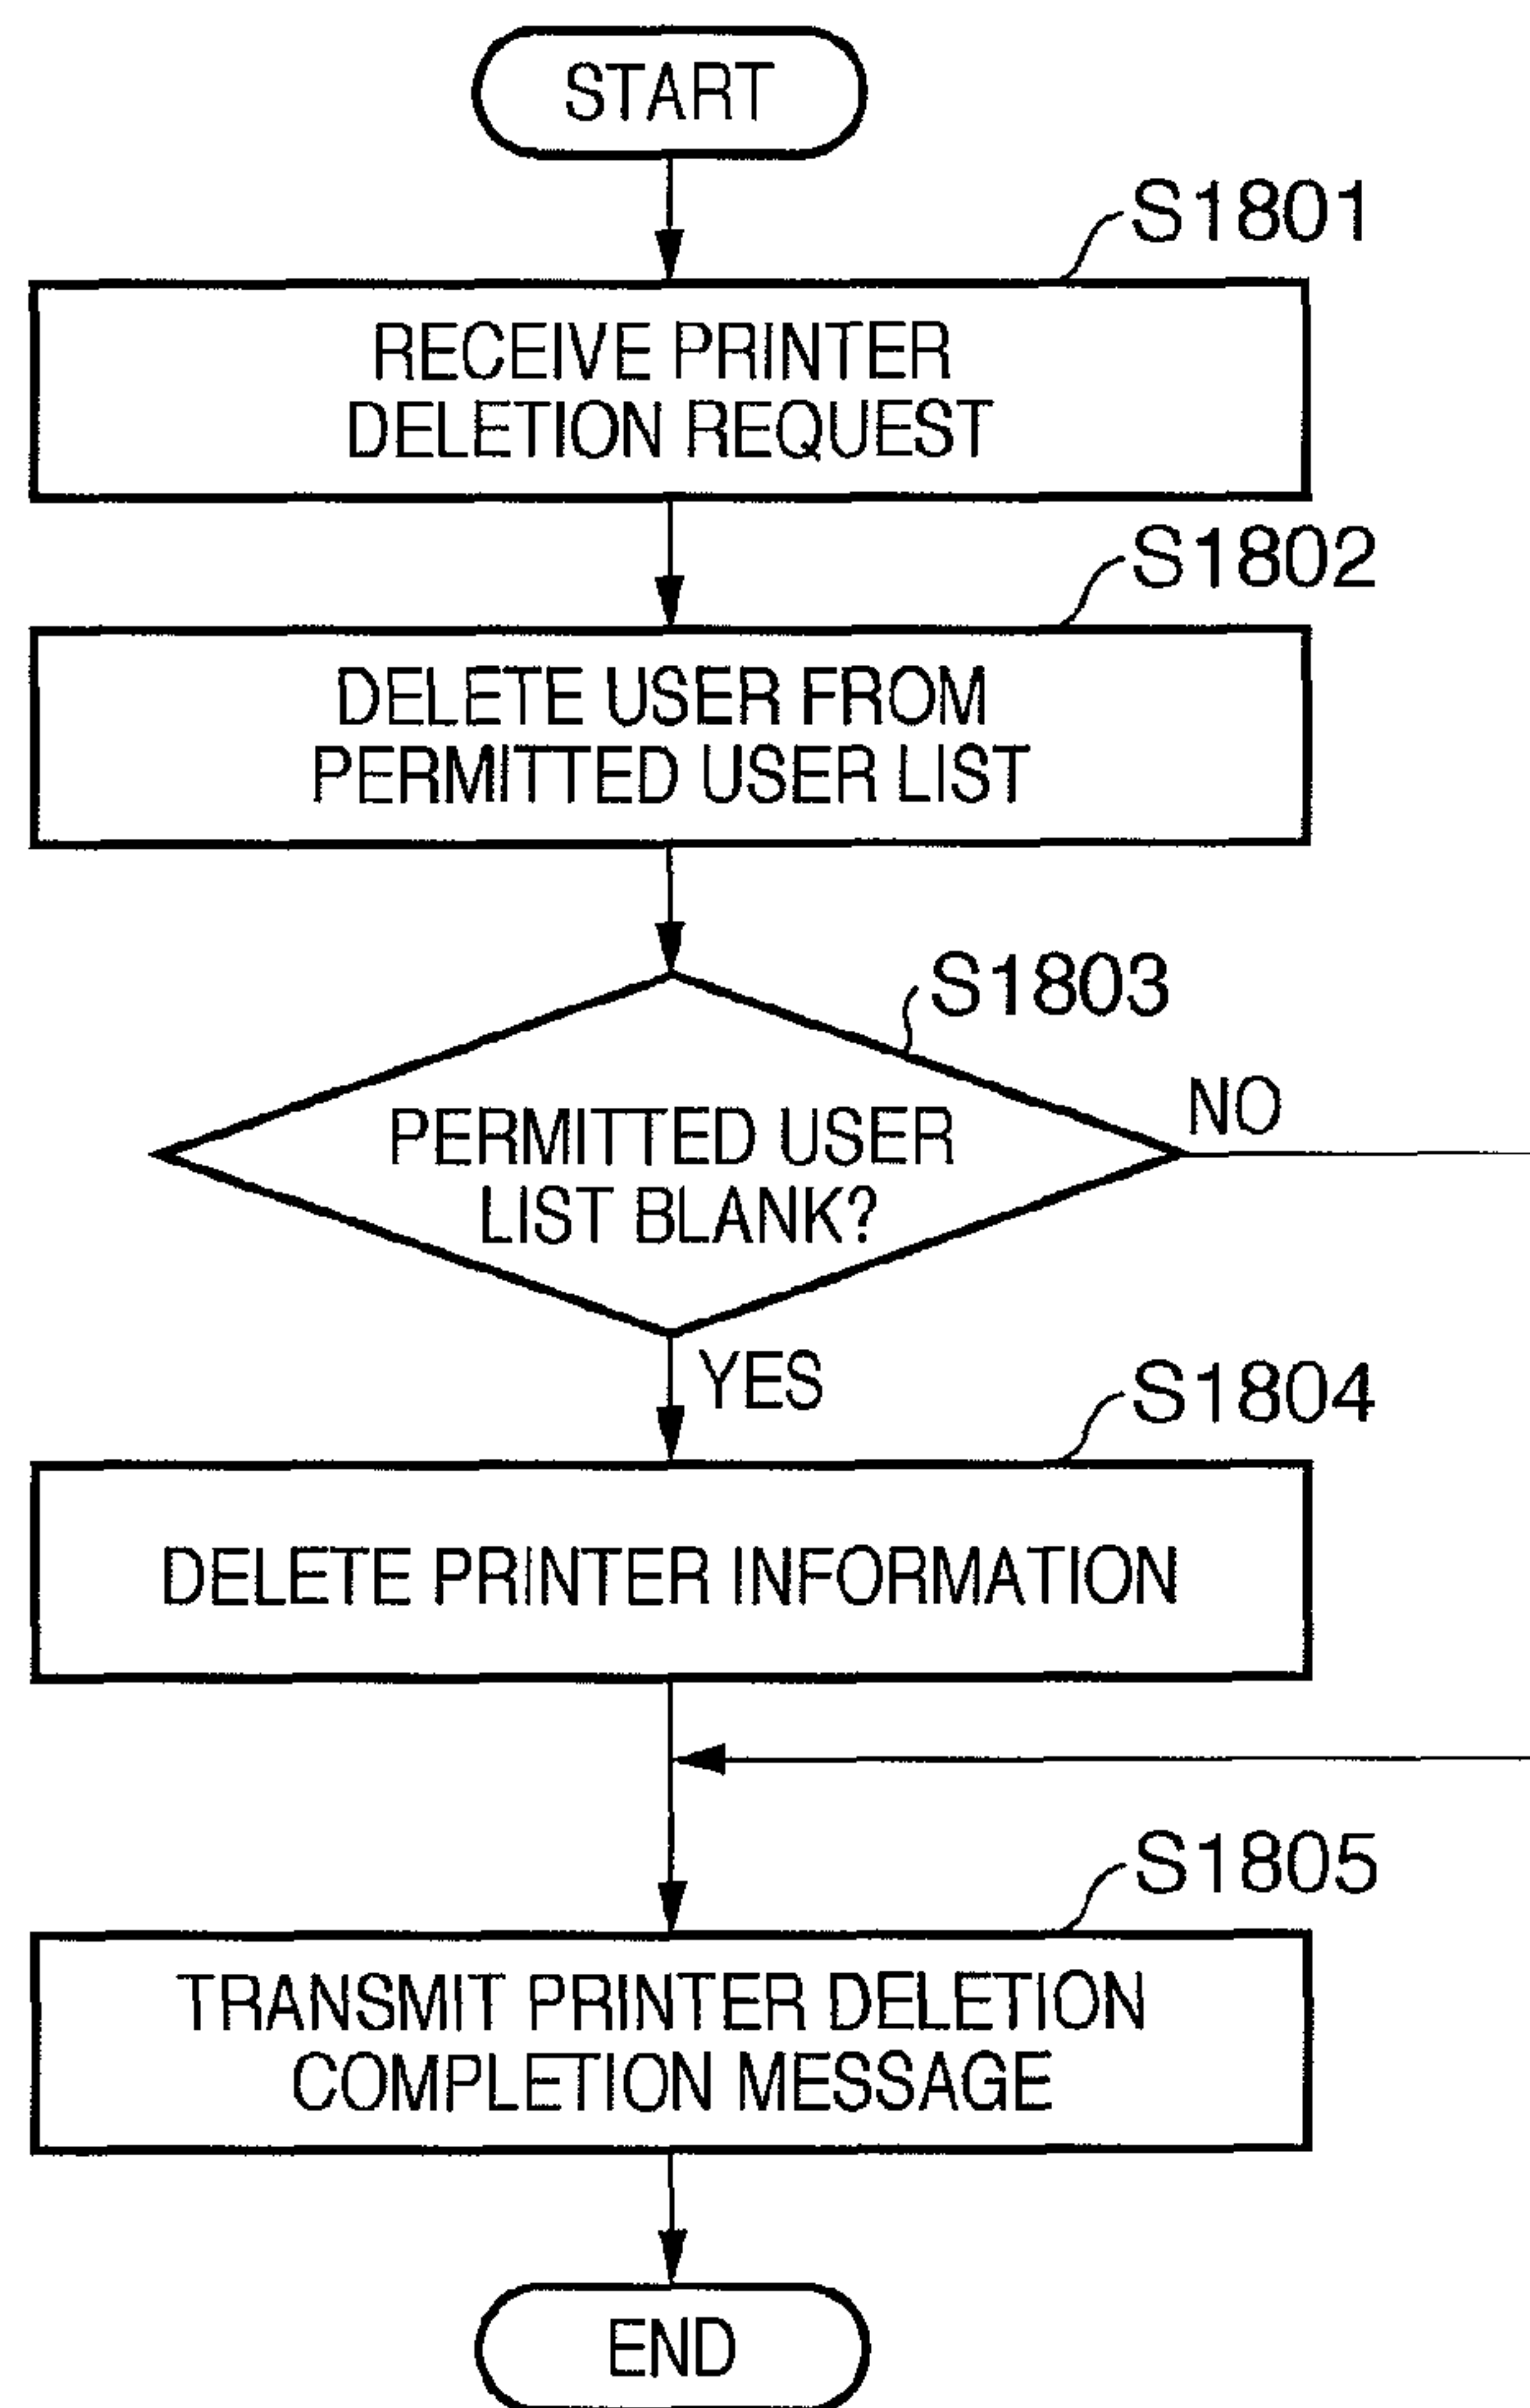 START
S1801
RECEIVE PRINTER
DELETION REQUEST
S1802
DELETE USER FROM
PERMITTED USER LIST
S1803
PERMITTED USER
LIST BLANK?
NO
YES
S1804
DELETE PRINTER INFORMATION
S1805
TRANSMIT PRINTER DELETION
COMPLETION MESSAGE
END